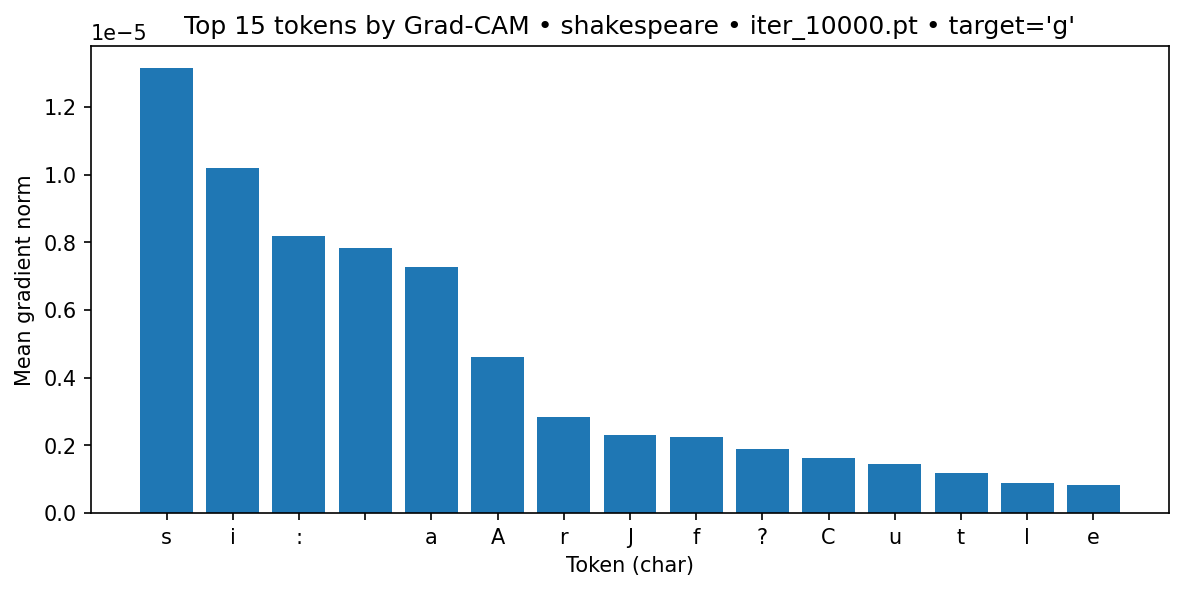 Top 15 tokens by Grad-CAM • shakespeare • iter_10000.pt • target='g'
1e−5
1.2
1.0
0.8
0.6
0.4
0.2
0.0
Mean gradient norm
s i : ' a A r J f ? C u t l e
Token (char)